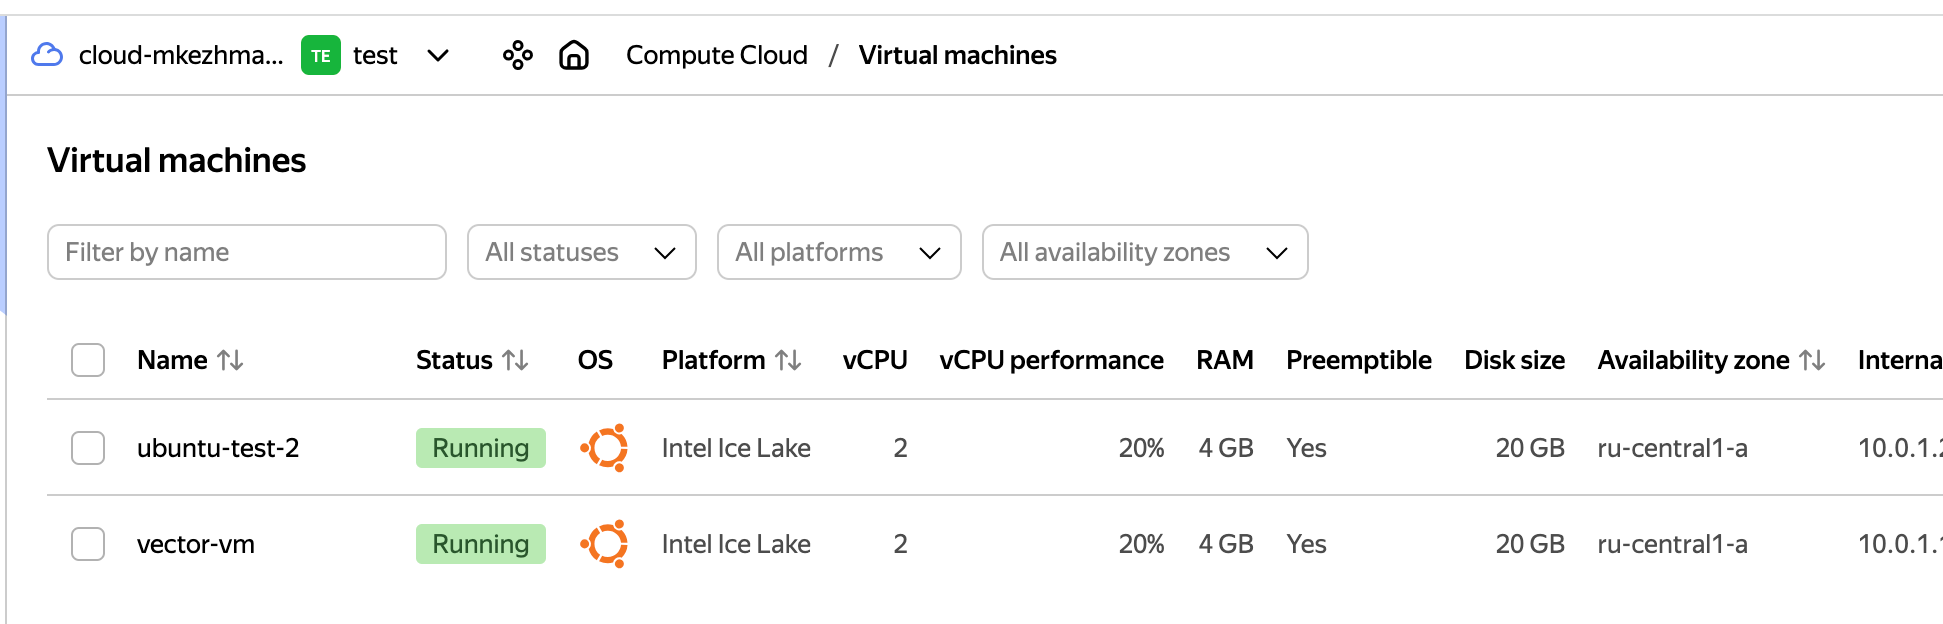 cloud-mkezhma... TE test Compute Cloud / Virtual machines
Virtual machines
Filter by name All statuses All platforms All availability zones
Name Status OS Platform vCPU vCPU performance RAM Preemptible Disk size Availability zone Interna
ubuntu-test-2 Running Intel Ice Lake 2 20% 4 GB Yes 20 GB ru-central1-a 10.0.1.
vector-vm Running Intel Ice Lake 2 20% 4 GB Yes 20 GB ru-central1-a 10.0.1.